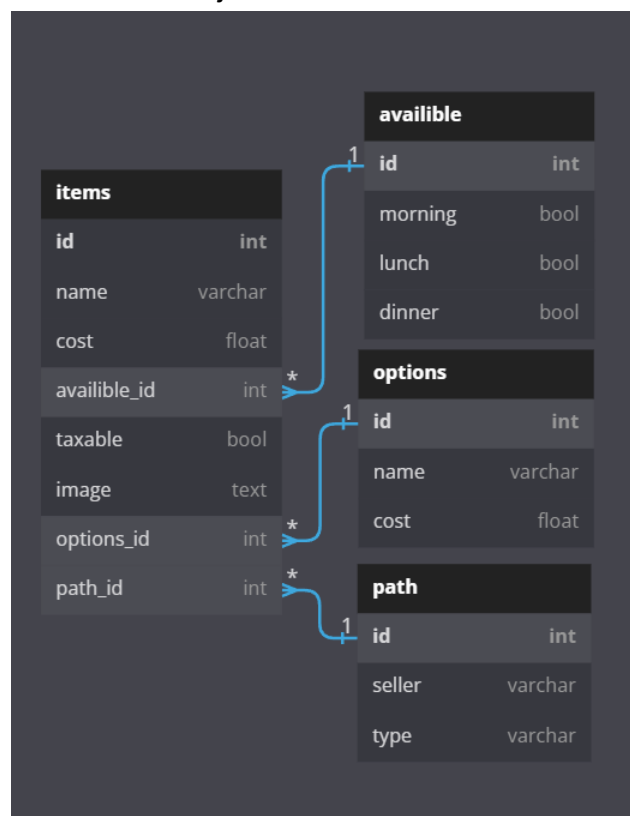 items
id int
name varchar
cost float
availible_id int
taxable bool
image text
options_id int
path_id int
*
*
*
1
1
1
availible
id int
morning bool
lunch bool
dinner bool
options
id int
name varchar
cost float
path
id int
seller varchar
type varchar